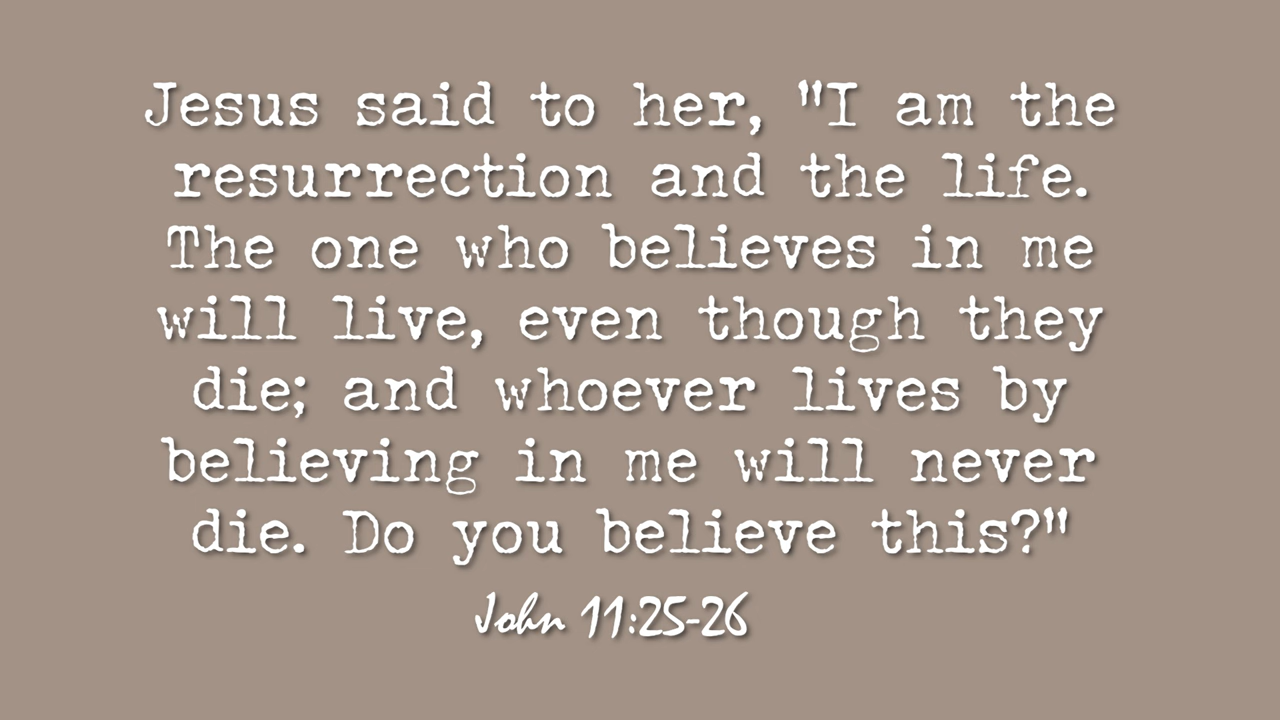 Jesus said to her, "I am the
resurrection and the life.
The one who believes in me
will live, even though they
die; and whoever lives by
believing in me will never
die. Do you believe this?"
John 11:25-26